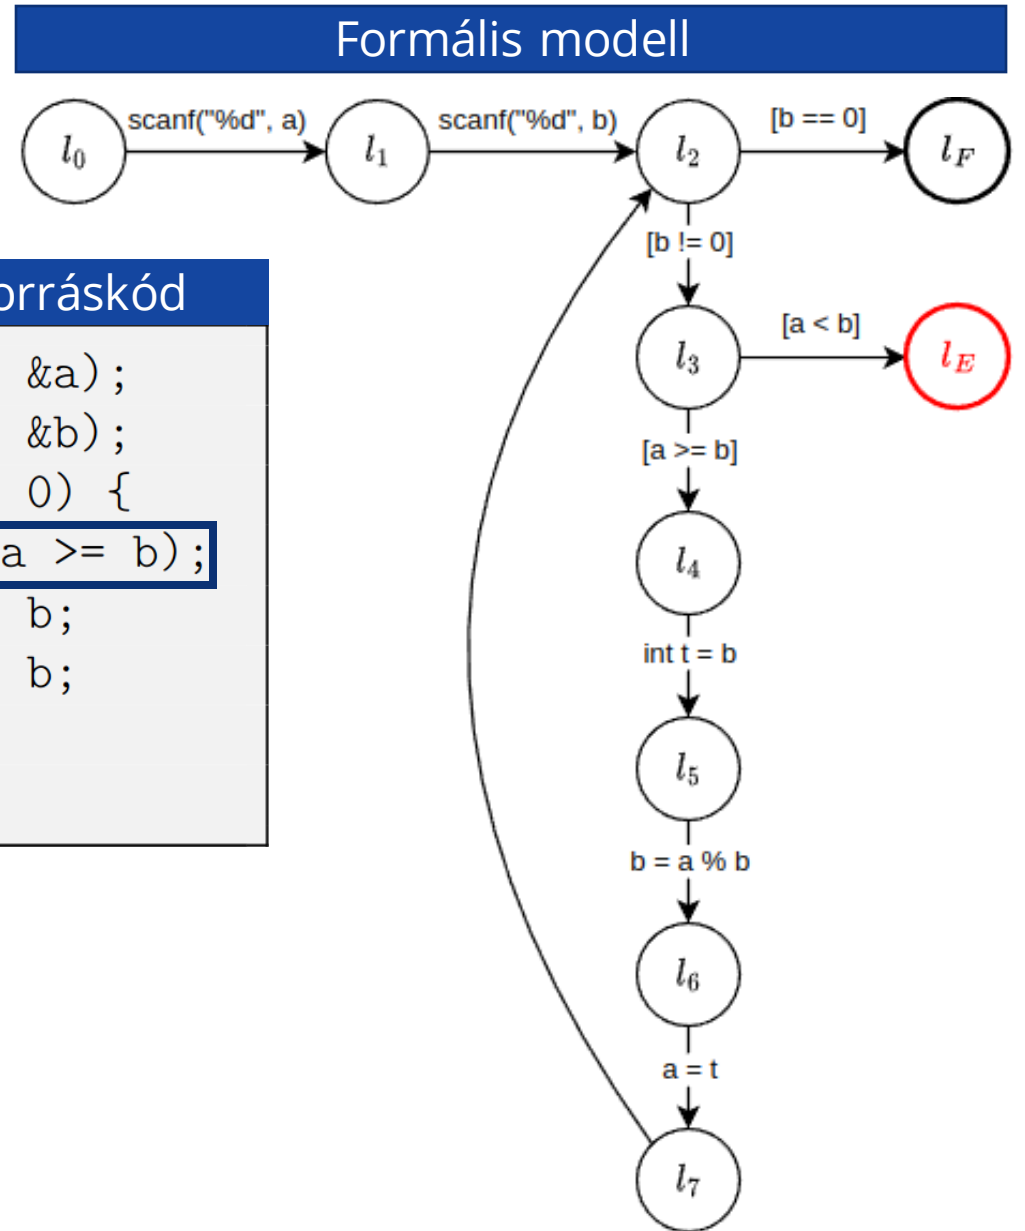 Formális modell
scanf("%d", a)
scanf("%d", b)
[b == 0]
l0
l1
l2
lF
[b != 0]
[a < b]
l3
lE
[a >= b]
l4
int t = b
l5
b = a % b
l6
a = t
l7
orráskód
&a);
&b);
0) {
a >= b);
b;
b;